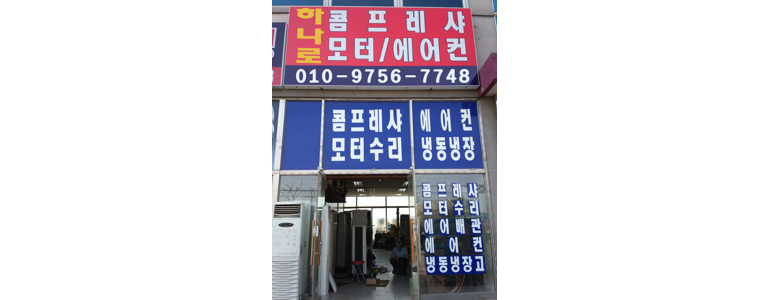 하나로
콤프레샤
모터/에어컨
010-9756-7748
콤프레샤
모터수리
에어컨
냉동냉장
콤프레샤
모터수리
에어배관
에어컨
냉동냉장고